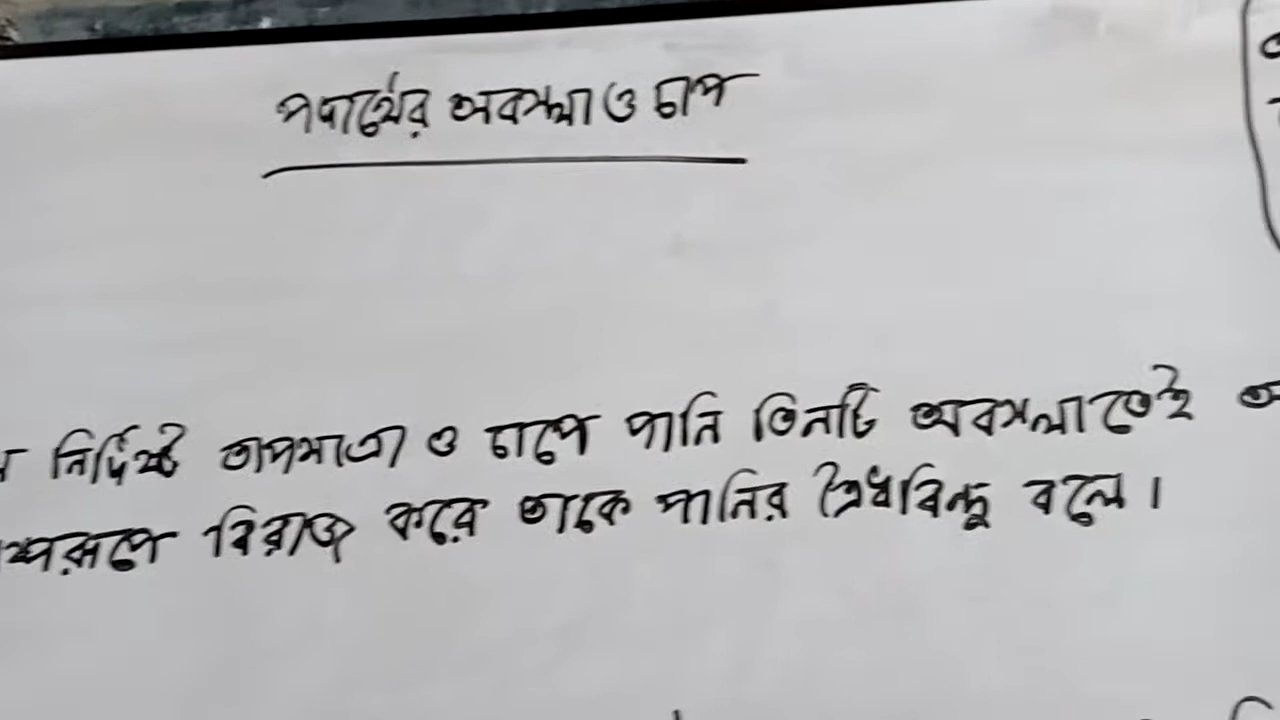 পদার্থের অবস্থা ও চাপ
নির্দিষ্ট তাপমাত্রা ও চাপে পানি তিনটি অবস্থাতেই
বিরাজ করে তাকে পানির ত্রৈধবিন্দু বলে।